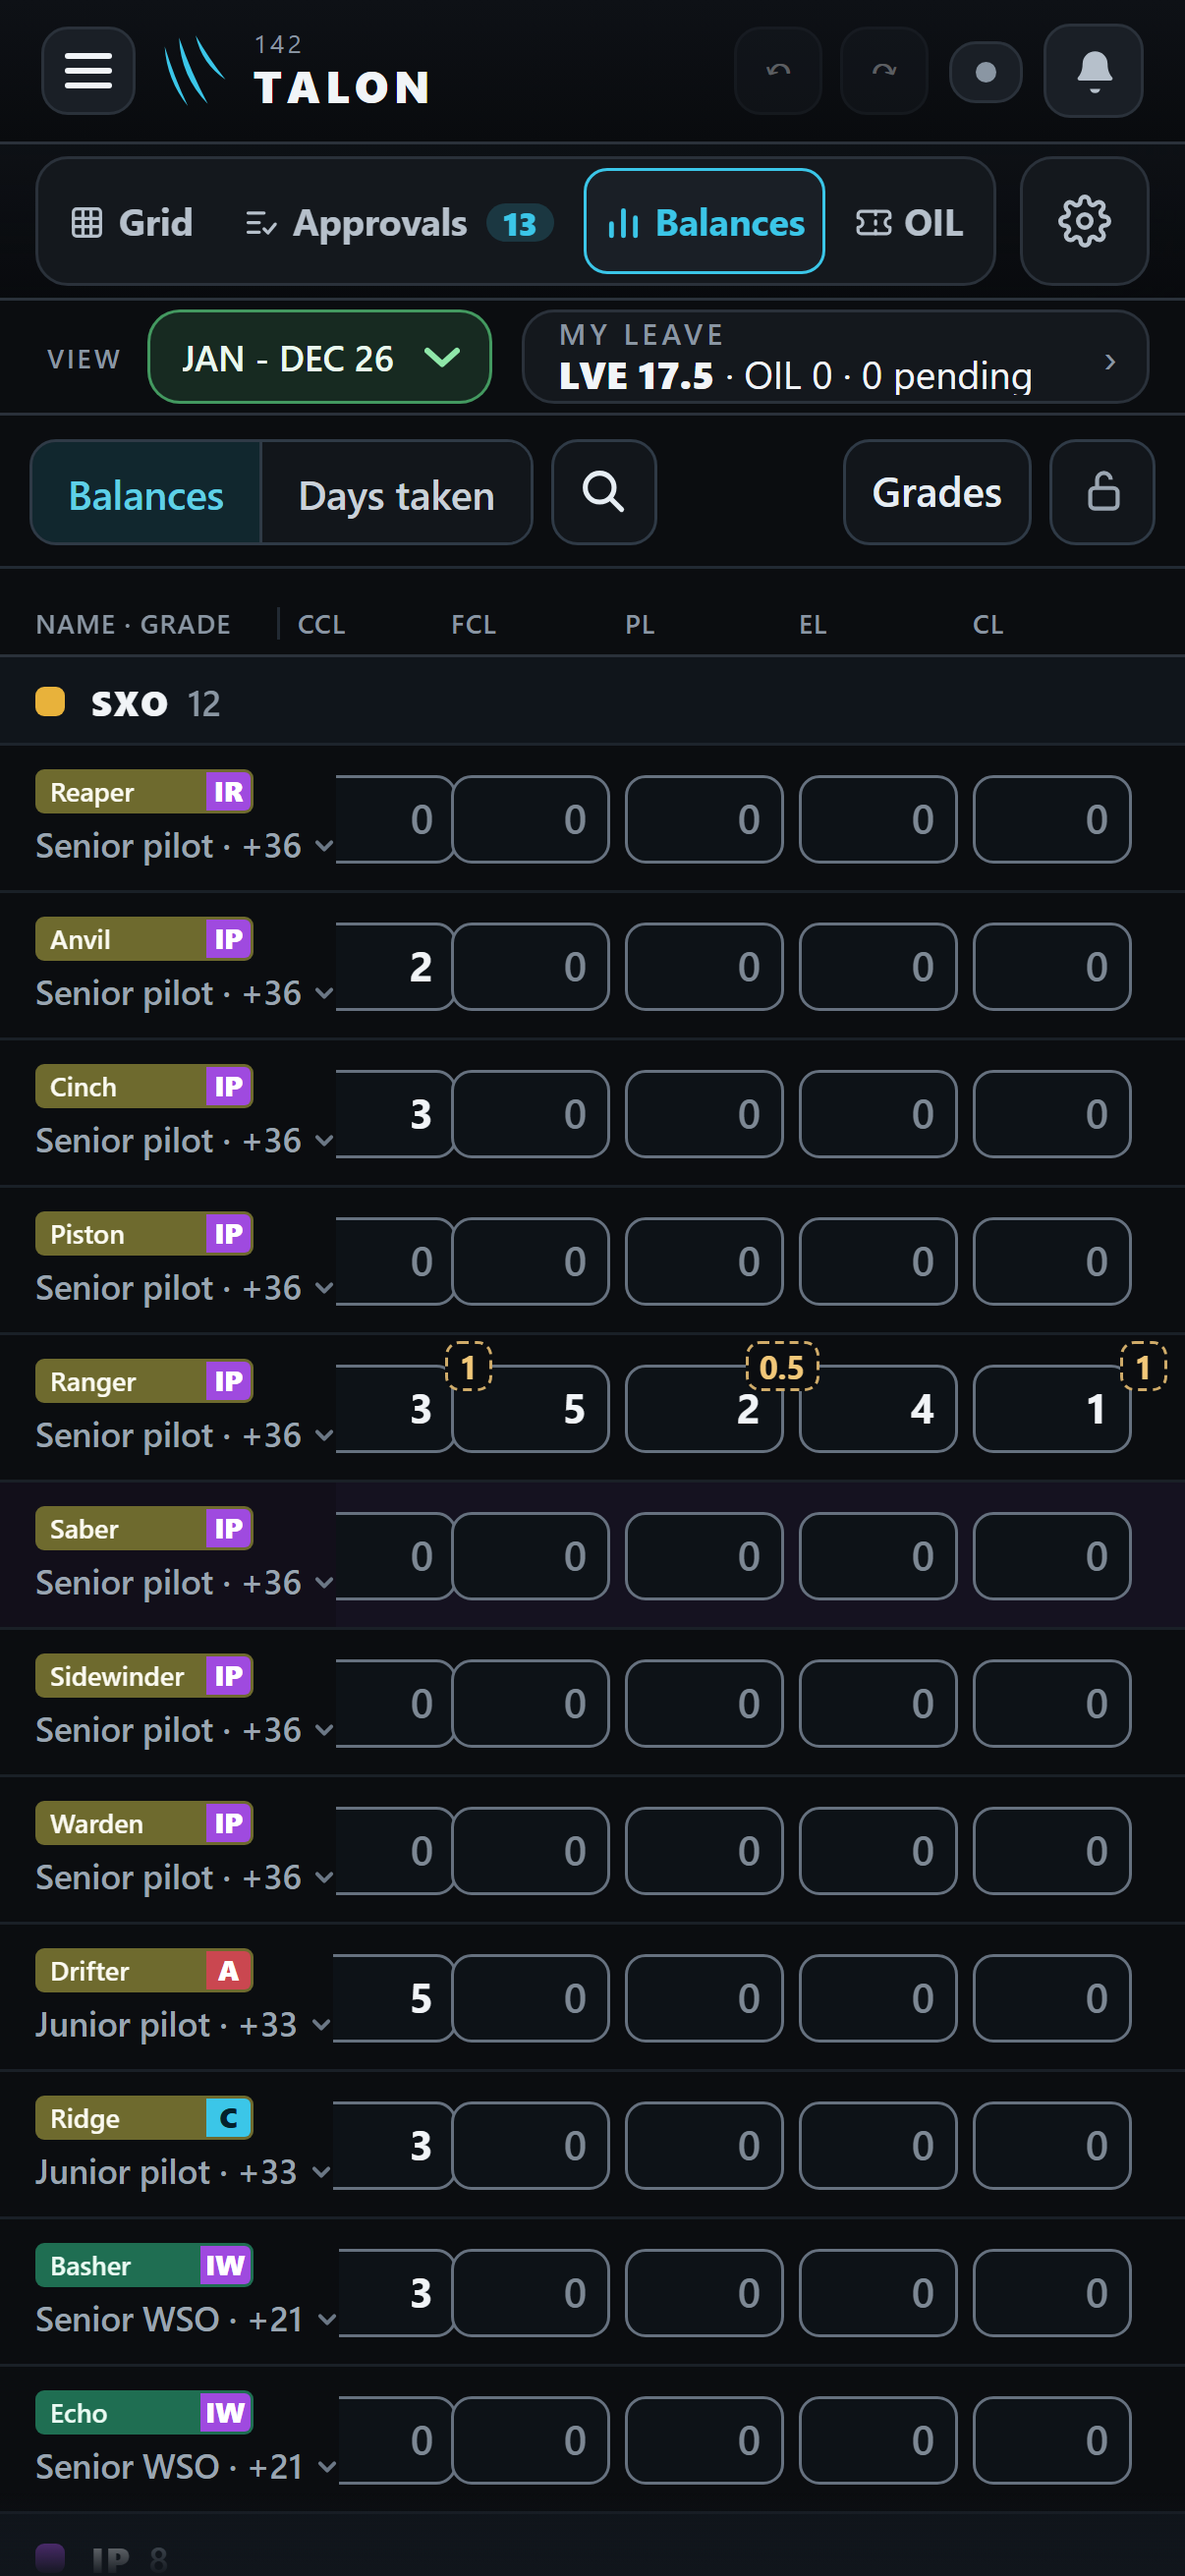 142
TALON
Grid Approvals 13 Balances OIL
VIEW JAN - DEC 26
MY LEAVE
LVE 17.5 · OIL 0 · 0 pending
Balances Days taken Grades
NAME · GRADE CCL FCL PL EL CL
SXO 12
Reaper IR
Senior pilot · +36 0 0 0 0 0
Anvil IP
Senior pilot · +36 2 0 0 0 0
Cinch IP
Senior pilot · +36 3 0 0 0 0
Piston IP
Senior pilot · +36 0 0 0 0 0
Ranger IP 1 0.5 1
Senior pilot · +36 3 5 2 4 1
Saber IP
Senior pilot · +36 0 0 0 0 0
Sidewinder IP
Senior pilot · +36 0 0 0 0 0
Warden IP
Senior pilot · +36 0 0 0 0 0
Drifter A
Junior pilot · +33 5 0 0 0 0
Ridge C
Junior pilot · +33 3 0 0 0 0
Basher IW
Senior WSO · +21 3 0 0 0 0
Echo IW
Senior WSO · +21 0 0 0 0 0
IP 8